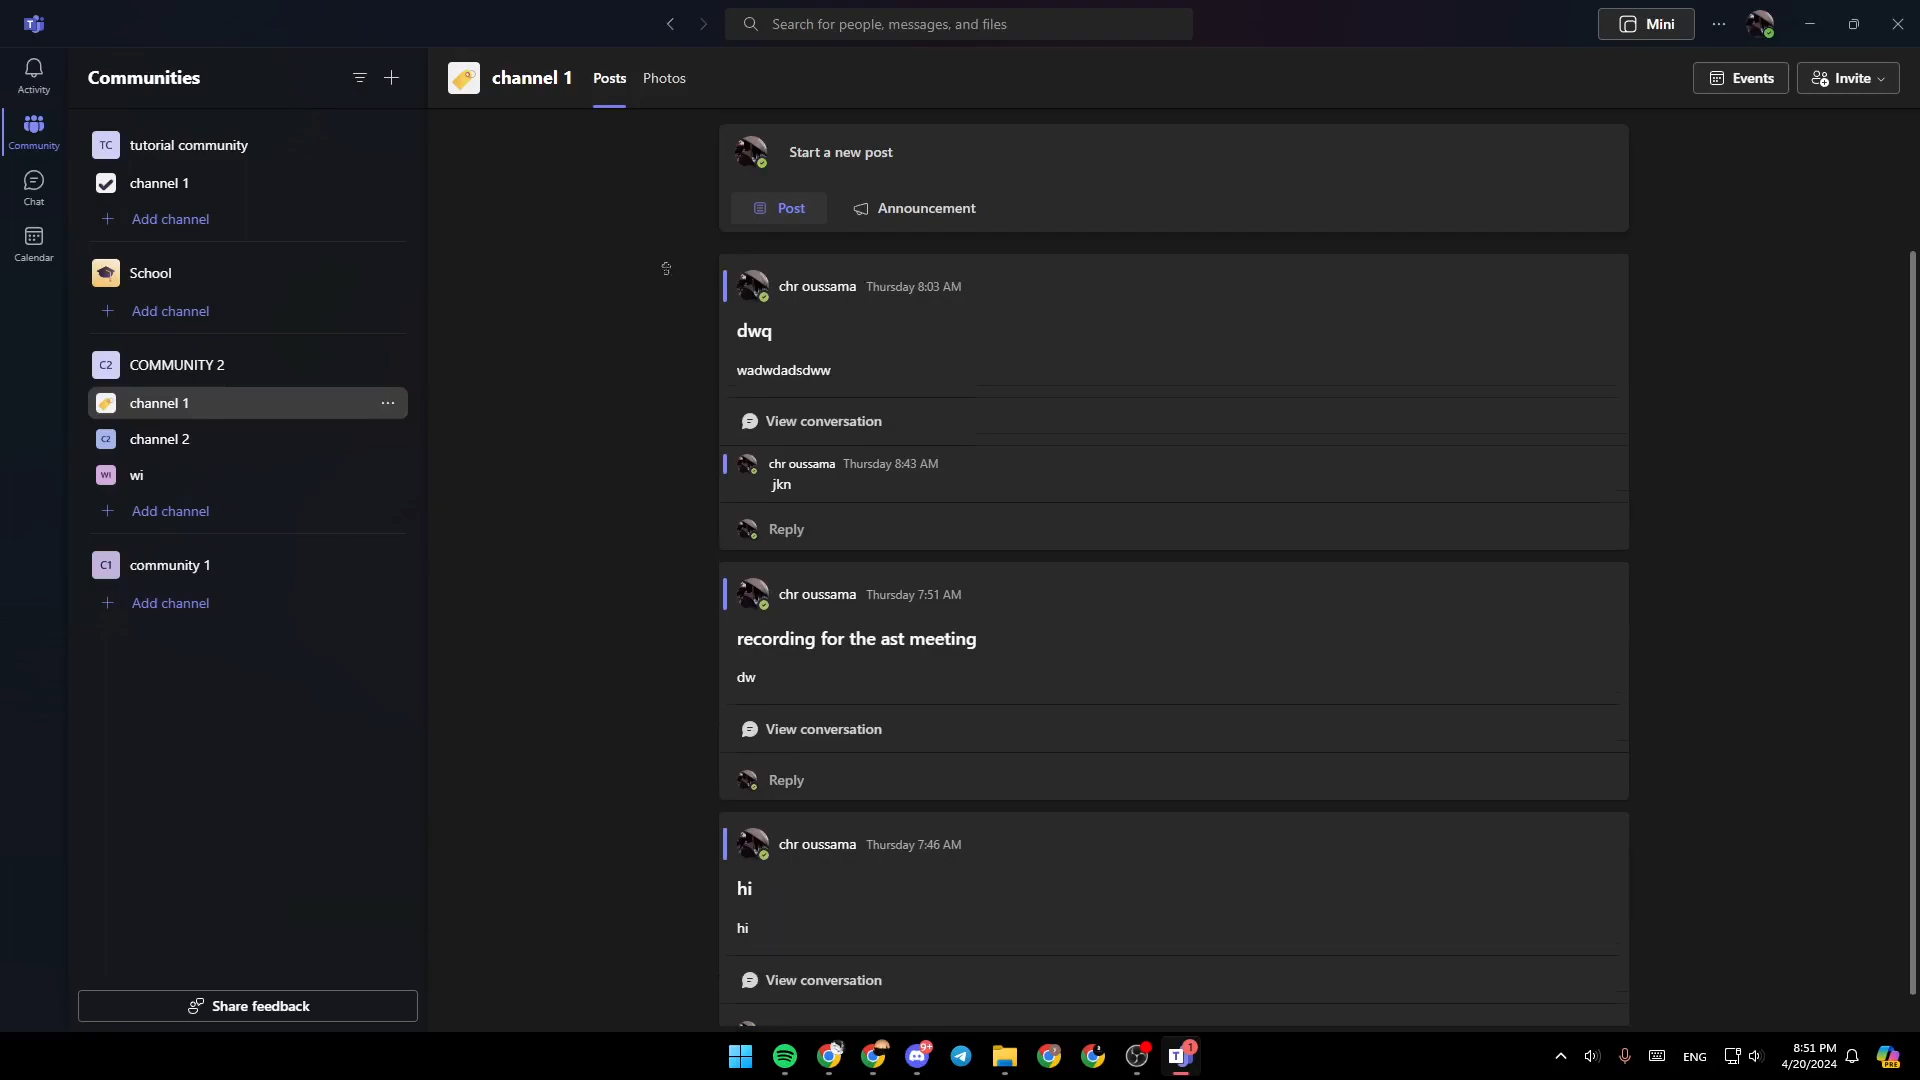 Search for people, messages, and files
Mini
Activity
Community
Chat
Calendar
Communities
TC tutorial community
channel 1
Add channel
School
Add channel
C2 COMMUNITY 2
channel 1
C2 channel 2
WI wi
Add channel
C1 community 1
Add channel
Share feedback
channel 1 Posts Photos
Events Invite
Start a new post
Post Announcement
chr oussama Thursday 8:03 AM
dwq
wadwdadsdww
View conversation
chr oussama Thursday 8:43 AM
jkn
Reply
chr oussama Thursday 7:51 AM
recording for the ast meeting
dw
View conversation
Reply
chr oussama Thursday 7:46 AM
hi
hi
View conversation
9+
1
ENG
8:51 PM
4/20/2024
PRE